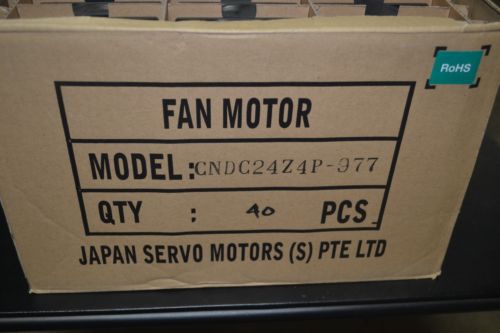 RoHS
FAN MOTOR
MODEL: CNDC24Z4P-977
QTY : 40 PCS
JAPAN SERVO MOTORS (S) PTE LTD